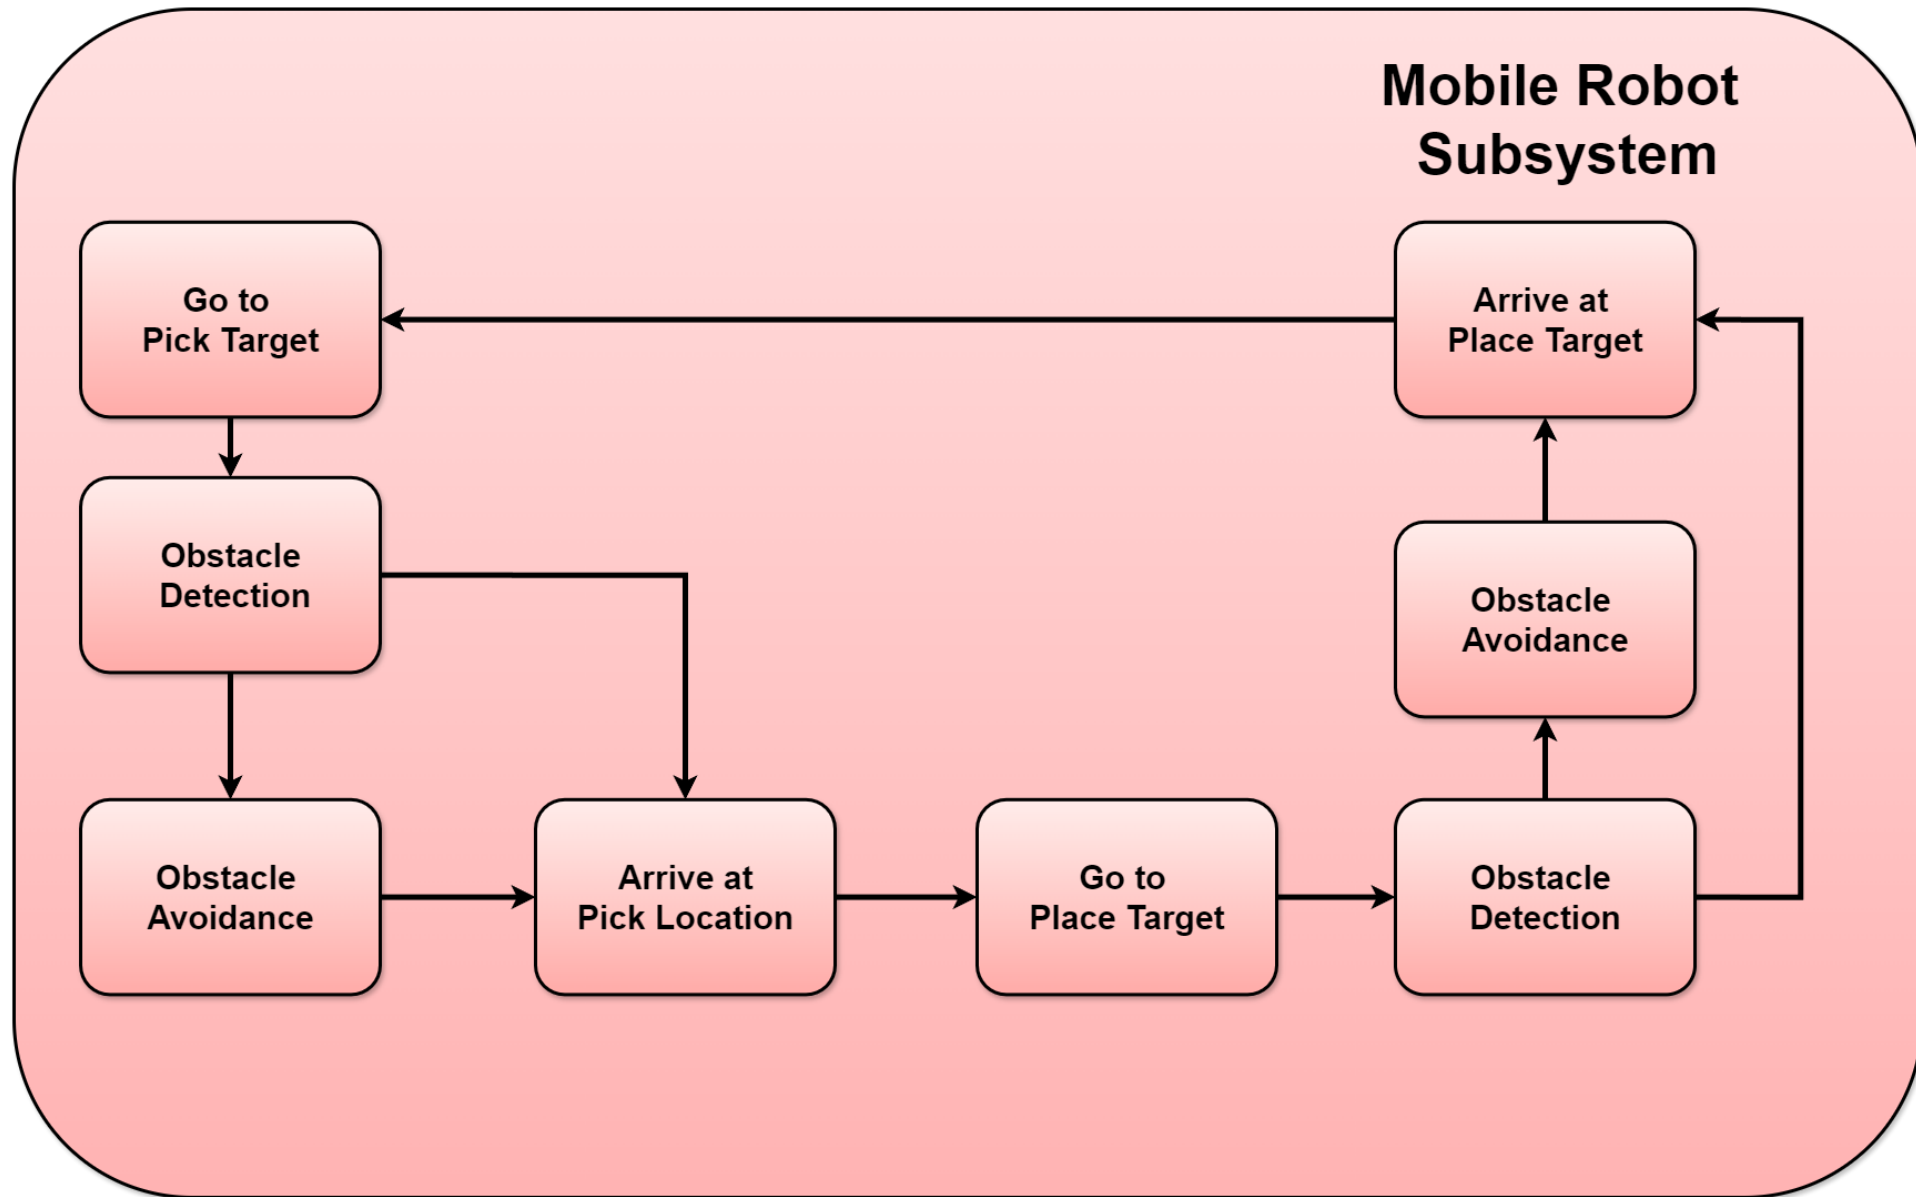 Mobile Robot
Subsystem
Go to
Pick Target
Arrive at
Place Target
Obstacle
Detection
Obstacle
Avoidance
Obstacle
Avoidance
Arrive at
Pick Location
Go to
Place Target
Obstacle
Detection